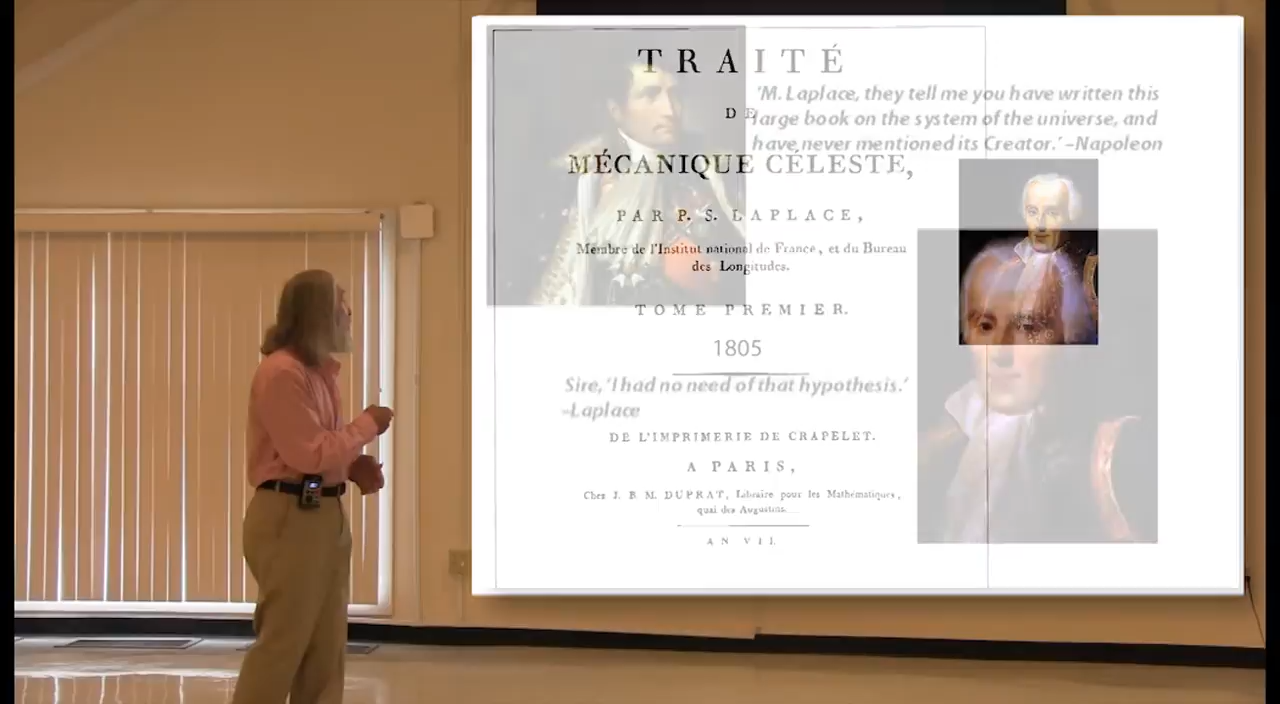 TRAITÉ
DE
MÉCANIQUE CÉLESTE,
PAR P. S. LAPLACE,
Membre de l'Institut national de France, et du Bureau
des Longitudes.
TOME PREMIER.
1805
Sire, 'I had no need of that hypothesis.'
–Laplace
DE L'IMPRIMERIE DE CRAPELET.
A PARIS,
Chez J. B. M. DUPRAT, Libraire pour les Mathématiques,
quai des Augustins.
AN VII.
'M. Laplace, they tell me you have written this
large book on the system of the universe, and
have never mentioned its Creator.' –Napoleon